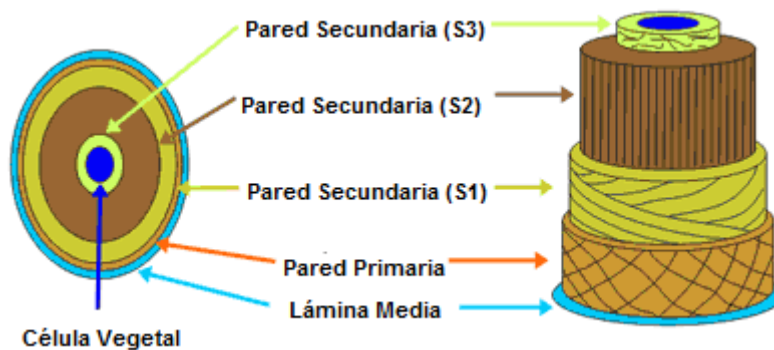 Pared Secundaria (S3)
Pared Secundaria (S2)
Pared Secundaria (S1)
Pared Primaria
Lámina Media
Célula Vegetal